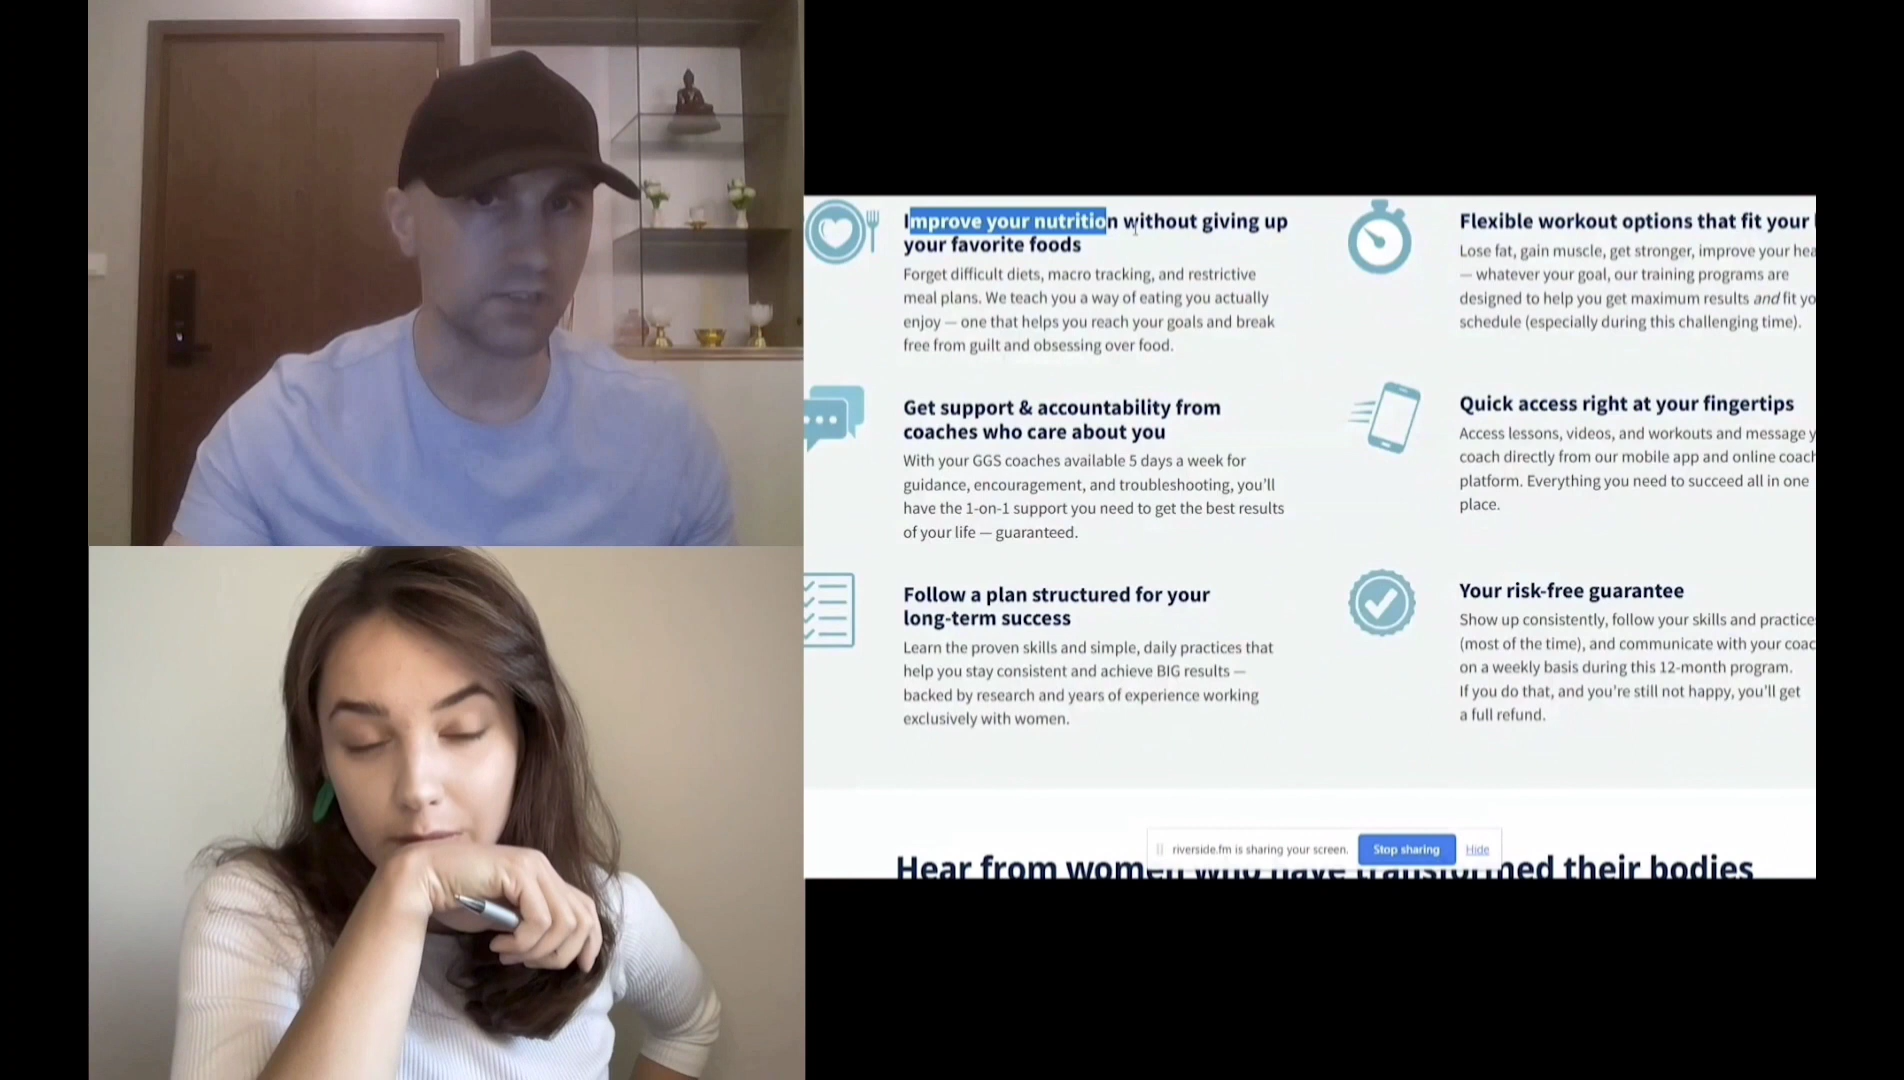 Improve your nutrition without giving up
your favorite foods
Forget difficult diets, macro tracking, and restrictive
meal plans. We teach you a way of eating you actually
enjoy — one that helps you reach your goals and break
free from guilt and obsessing over food.
Get support & accountability from
coaches who care about you
With your GGS coaches available 5 days a week for
guidance, encouragement, and troubleshooting, you'll
have the 1-on-1 support you need to get the best results
of your life — guaranteed.
Follow a plan structured for your
long-term success
Learn the proven skills and simple, daily practices that
help you stay consistent and achieve BIG results —
backed by research and years of experience working
exclusively with women.
Flexible workout options that fit your
Lose fat, gain muscle, get stronger, improve your hea
— whatever your goal, our training programs are
designed to help you get maximum results and fit yo
schedule (especially during this challenging time).
Quick access right at your fingertips
Access lessons, videos, and workouts and message y
coach directly from our mobile app and online coach
platform. Everything you need to succeed all in one
place.
Your risk-free guarantee
Show up consistently, follow your skills and practice
(most of the time), and communicate with your coac
on a weekly basis during this 12-month program.
If you do that, and you're still not happy, you'll get
a full refund.
riverside.fm is sharing your screen. Stop sharing Hide
Hear from women who have transformed their bodies